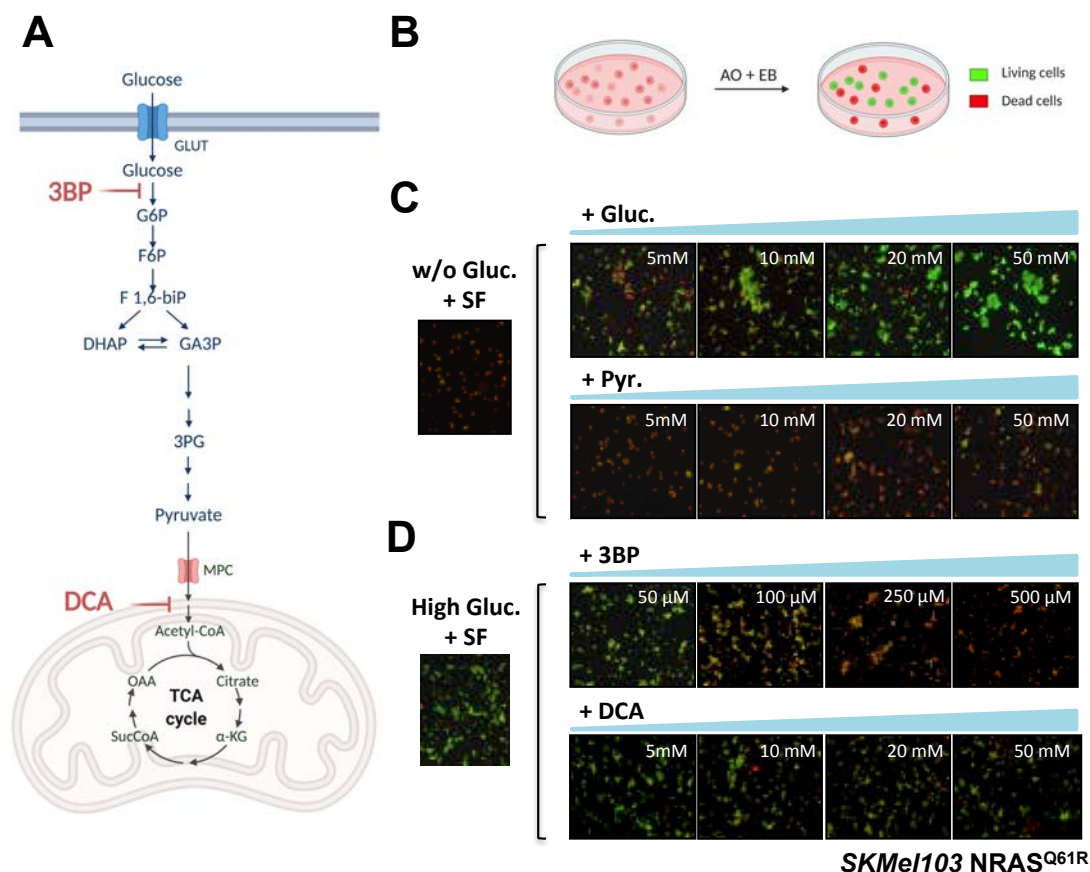 A
Glucose
GLUT
Glucose
3BP
G6P
F6P
F 1,6-biP
DHAP
GA3P
3PG
Pyruvate
MPC
DCA
Acetyl-CoA
OAA
Citrate
TCA
cycle
SucCoA
α-KG
B
AO + EB
Living cells
Dead cells
C
w/o Gluc.
+ SF
+ Gluc.
5mM 10 mM 20 mM 50 mM
+ Pyr.
5mM 10 mM 20 mM 50 mM
D
High Gluc.
+ SF
+ 3BP
50 µM 100 µM 250 µM 500 µM
+ DCA
5mM 10 mM 20 mM 50 mM
SKMel103 NRAS^Q61R